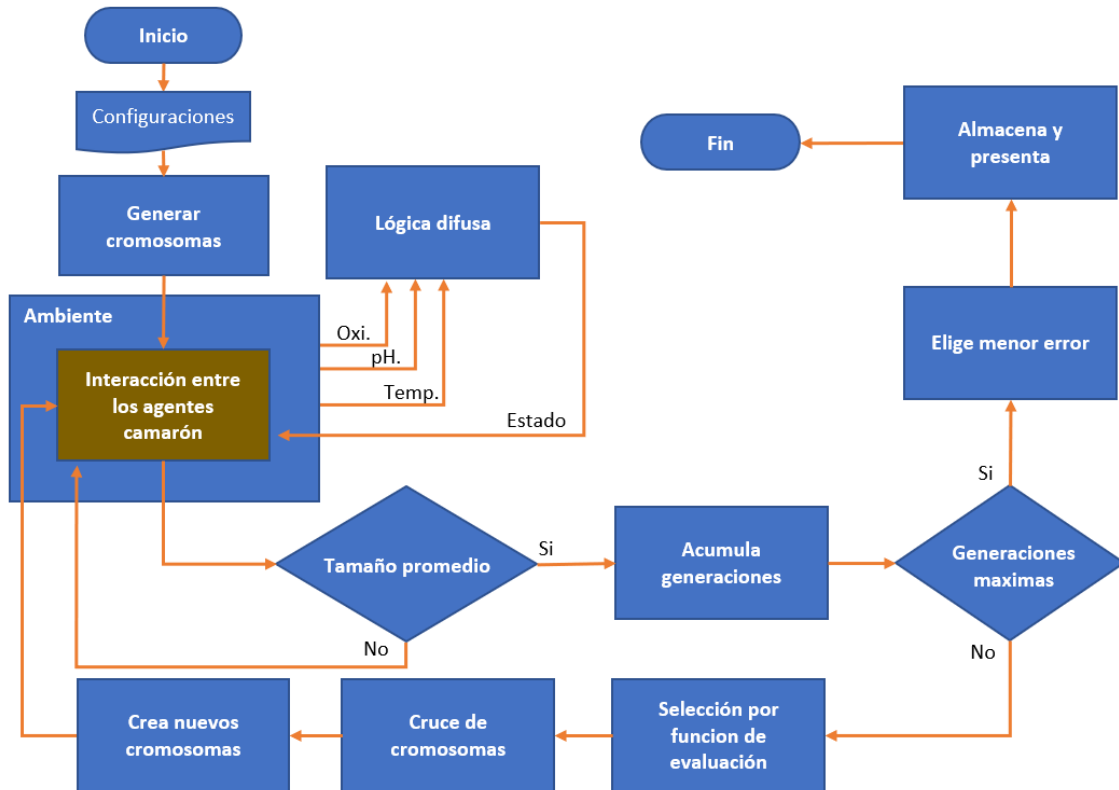 Inicio
Configuraciones
Generar
cromosomas
Ambiente
Interacción entre
los agentes
camarón
Lógica difusa
Oxi.
pH.
Temp.
Estado
Tamaño promedio
Si
No
Acumula
generaciones
Generaciones
maximas
Si
No
Elige menor error
Almacena y
presenta
Fin
Selección por
funcion de
evaluación
Cruce de
cromosomas
Crea nuevos
cromosomas